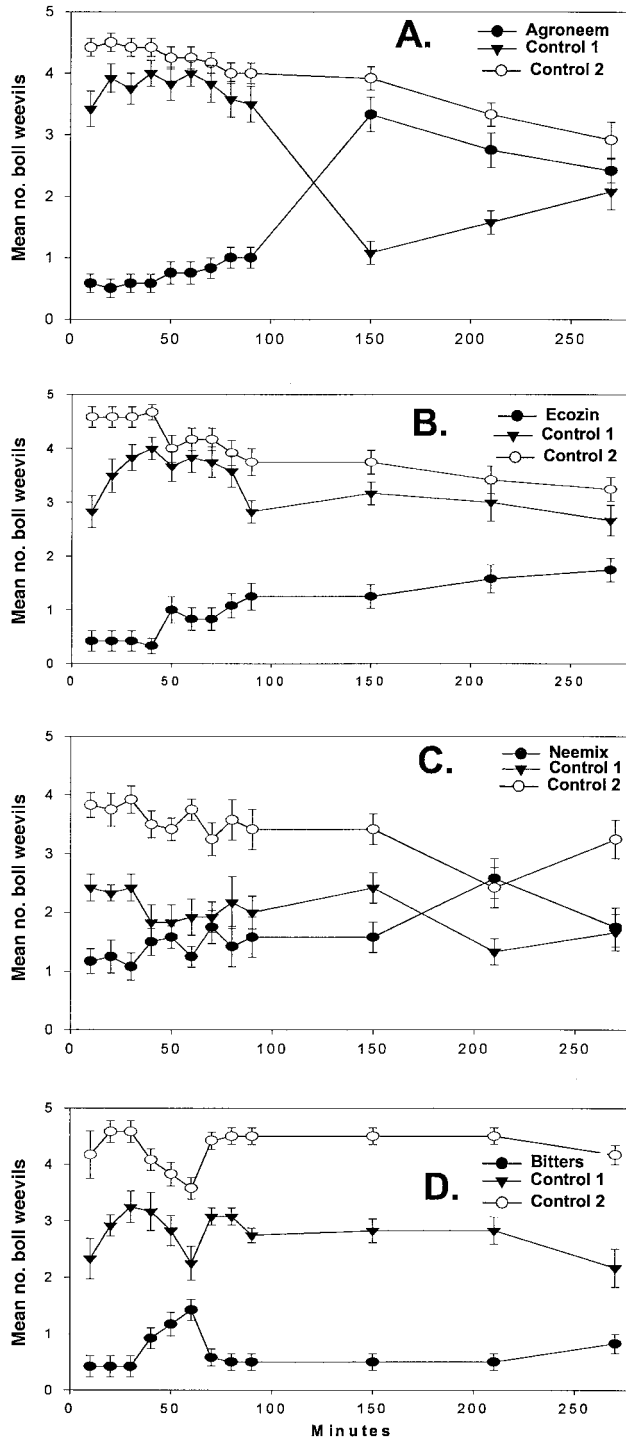 A.
Agroneem
Control 1
Control 2
Mean no. boll weevils
5
4
3
2
1
0
0 50 100 150 200 250
B.
Ecozin
Control 1
Control 2
Mean no. boll weevils
5
4
3
2
1
0
0 50 100 150 200 250
C.
Neemix
Control 1
Control 2
Mean no. boll weevils
5
4
3
2
1
0
0 50 100 150 200 250
D.
Bitters
Control 1
Control 2
Mean no. boll weevils
5
4
3
2
1
0
0 50 100 150 200 250
Minutes